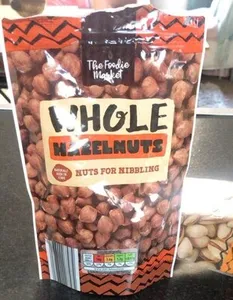 The Foodie
Market
WHOLE
HAZELNUTS
NUTS FOR NIBBLING